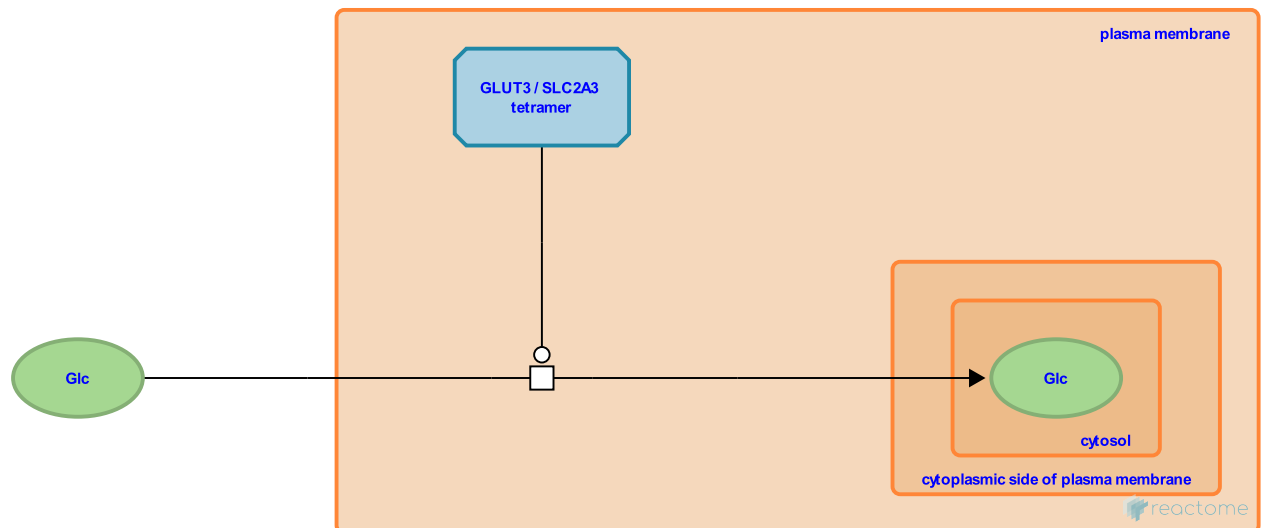 plasma membrane
GLUT3 / SLC2A3
tetramer
Glc
Glc
cytosol
cytoplasmic side of plasma membrane
reactome